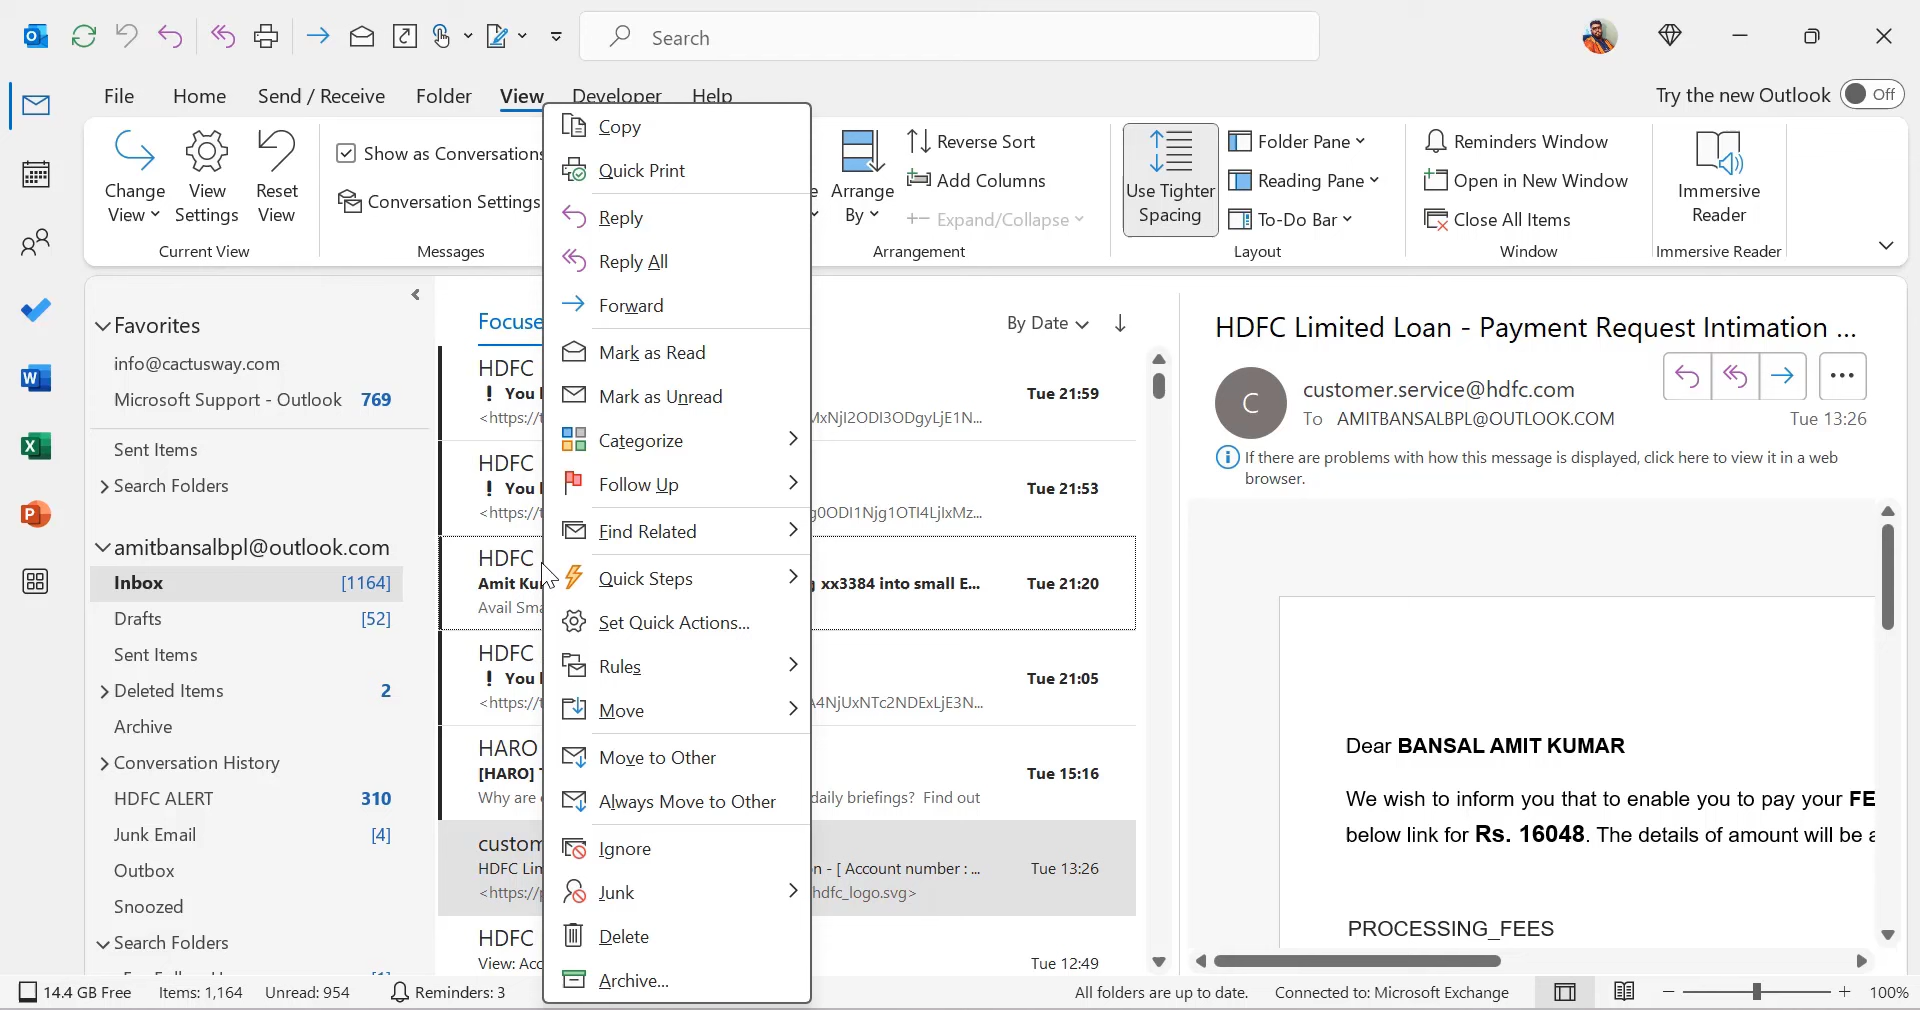 Search
File Home Send / Receive Folder View Developer Help
Try the new Outlook Off
Change View
View Settings
Reset View
Current View
Show as Conversations
Conversation Settings
Messages
Arrange By
Reverse Sort
Add Columns
Expand/Collapse
Arrangement
Use Tighter Spacing
Folder Pane
Reading Pane
To-Do Bar
Layout
Reminders Window
Open in New Window
Close All Items
Window
Immersive Reader
Immersive Reader
Favorites
info@cactusway.com
Microsoft Support - Outlook 769
Sent Items
Search Folders
amitbansalbpl@outlook.com
Inbox [1164]
Drafts [52]
Sent Items
Deleted Items 2
Archive
Conversation History
HDFC ALERT 310
Junk Email [4]
Outbox
Snoozed
Search Folders
By Date
HDFC
Tue 21:59
HDFC
Tue 21:53
HDFC
Amit
xx3384 into small E... Tue 21:20
Avail
HDFC
Tue 21:05
HARO
[HARO]
Tue 15:16
Why are
daily briefings? Find out
HDFC
[ Account number : ... Tue 13:26
hdfc_logo.svg>
HDFC
View:
Tue 12:49
Copy
Quick Print
Reply
Reply All
Forward
Mark as Read
Mark as Unread
Categorize
Follow Up
Find Related
Quick Steps
Set Quick Actions...
Rules
Move
Move to Other
Always Move to Other
Ignore
Junk
Delete
Archive...
HDFC Limited Loan - Payment Request Intimation ...
C
customer.service@hdfc.com
To AMITBANSALBPL@OUTLOOK.COM
Tue 13:26
If there are problems with how this message is displayed, click here to view it in a web
browser.
Dear BANSAL AMIT KUMAR
We wish to inform you that to enable you to pay your
below link for Rs. 16048. The details of amount will be
PROCESSING_FEES
14.4 GB Free Items: 1,164 Unread: 954 Reminders: 3
All folders are up to date. Connected to: Microsoft Exchange 100%